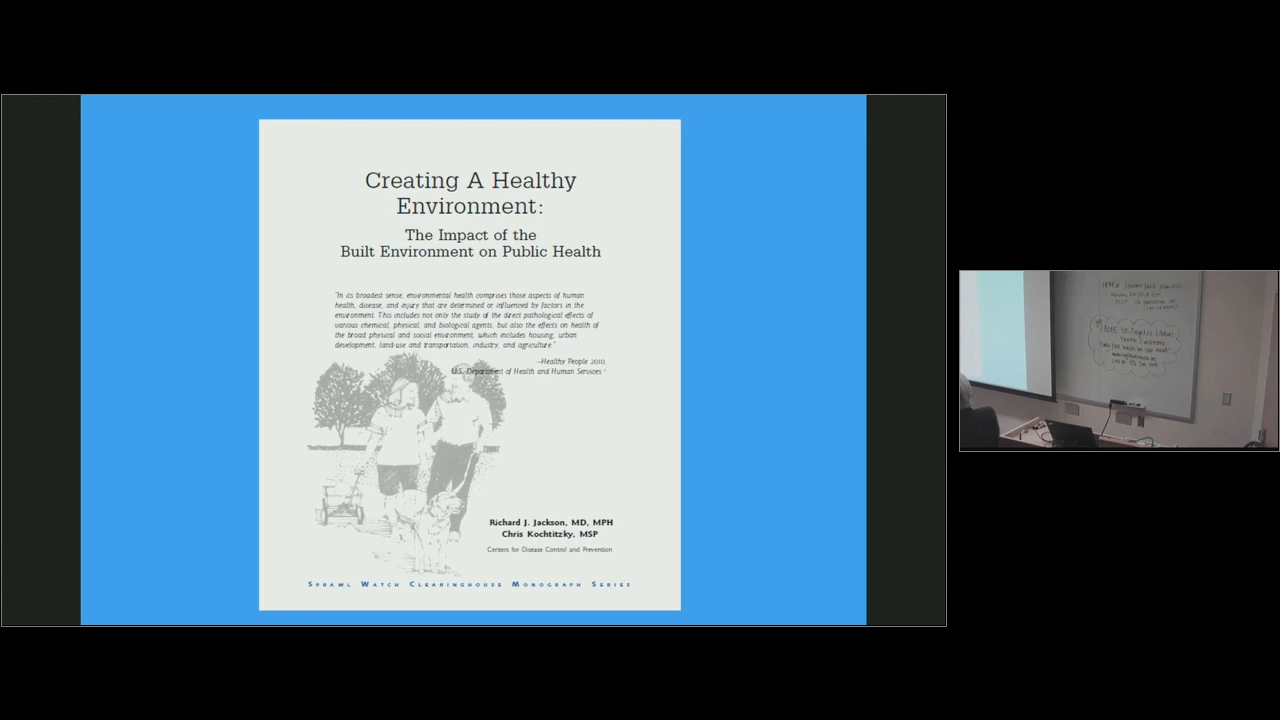 Creating A Healthy
Environment:
The Impact of the
Built Environment on Public Health
"In its broadest sense, environmental health comprises those aspects of human
health, disease, and injury that are determined or influenced by factors in the
environment. This includes not only the study of the direct pathological effects of
various chemical, physical, and biological agents, but also the effects on health of
the broad physical and social environment, which includes housing, urban
development, land-use and transportation, industry, and agriculture."
--Healthy People 2010,
U.S. Department of Health and Human Services ¹
Richard J. Jackson, MD, MPH
Chris Kochtitzky, MSP
Centers for Disease Control and Prevention
Sprawl Watch Clearinghouse Monograph Series